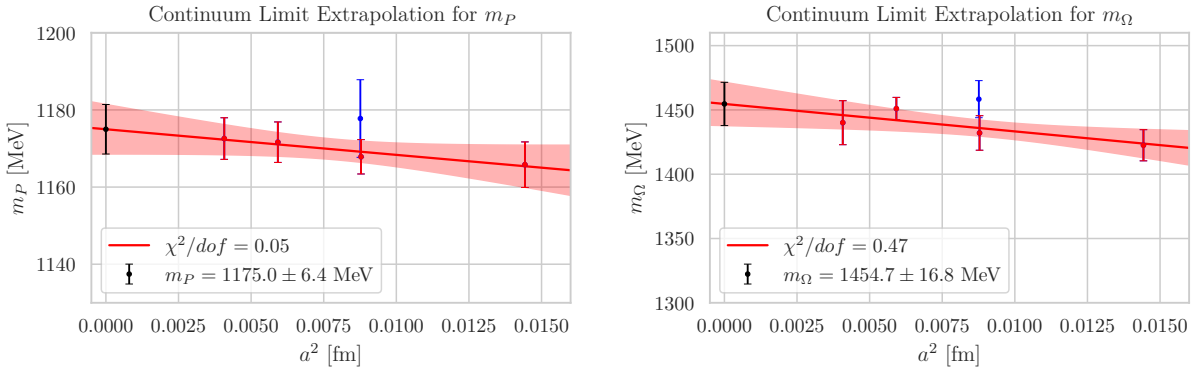 Continuum Limit Extrapolation for $m_P$
1200
1180
1160
1140
$m_P$ [MeV]
$\chi^2/dof = 0.05$
$m_P = 1175.0 \pm 6.4$ MeV
0.0000 0.0025 0.0050 0.0075 0.0100 0.0125 0.0150
$a^2$ [fm]
Continuum Limit Extrapolation for $m_\Omega$
1500
1450
1400
1350
1300
$m_\Omega$ [MeV]
$\chi^2/dof = 0.47$
$m_\Omega = 1454.7 \pm 16.8$ MeV
0.0000 0.0025 0.0050 0.0075 0.0100 0.0125 0.0150
$a^2$ [fm]